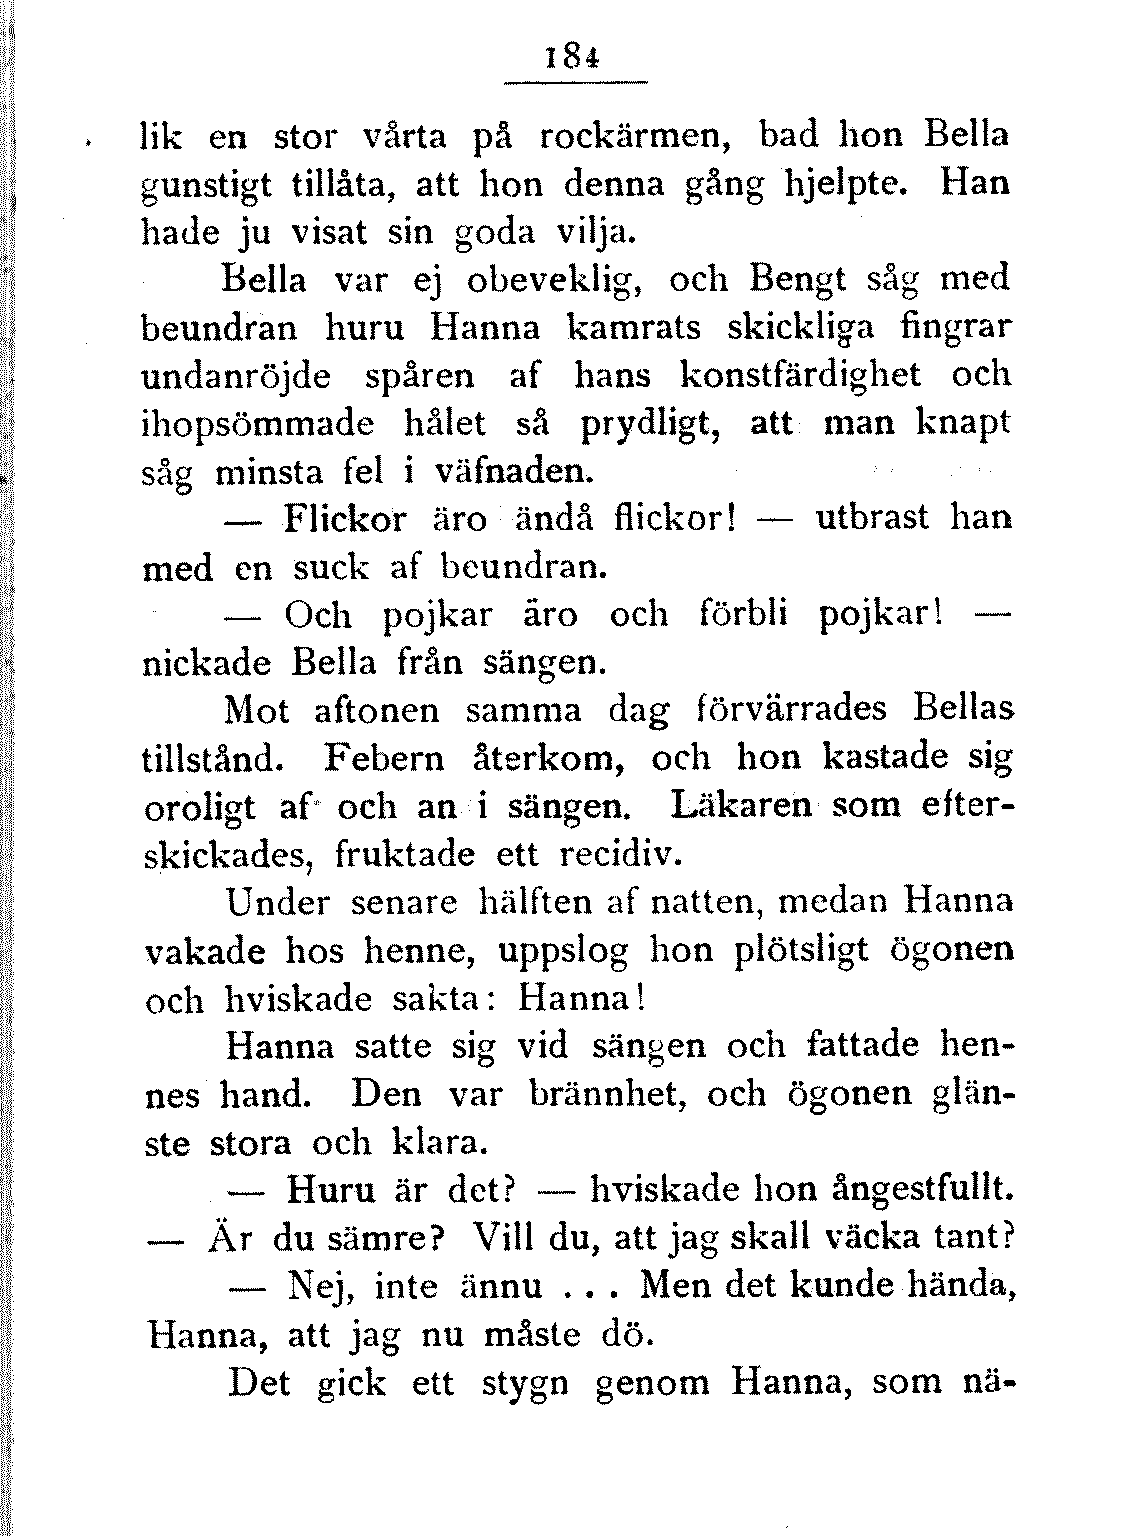 184
lik en stor vårta på rockärmen, bad hon Bella
gunstigt tillåta, att hon denna gång hjelpte. Han
hade ju visat sin goda vilja.
Bella var ej obeveklig, och Bengt såg med
beundran huru Hanna kamrats skickliga fingrar
undanröjde spåren af hans konstfärdighet och
ihopsömmade hålet så prydligt, att man knapt
såg minsta fel i väfnaden.
— Flickor äro ändå flickor! — utbrast han
med en suck af beundran.
— Och pojkar äro och förbli pojkar! —
nickade Bella från sängen.
Mot aftonen samma dag förvärrades Bellas
tillstånd. Febern återkom, och hon kastade sig
oroligt af och an i sängen. Läkaren som efter-
skickades, fruktade ett recidiv.
Under senare hälften af natten, medan Hanna
vakade hos henne, uppslog hon plötsligt ögonen
och hviskade sakta: Hanna!
Hanna satte sig vid sängen och fattade hen-
nes hand. Den var brännhet, och ögonen glän-
ste stora och klara.
— Huru är det? — hviskade hon ångestfullt.
— Är du sämre? Vill du, att jag skall väcka tant?
— Nej, inte ännu . . . Men det kunde hända,
Hanna, att jag nu måste dö.
Det gick ett stygn genom Hanna, som nä-